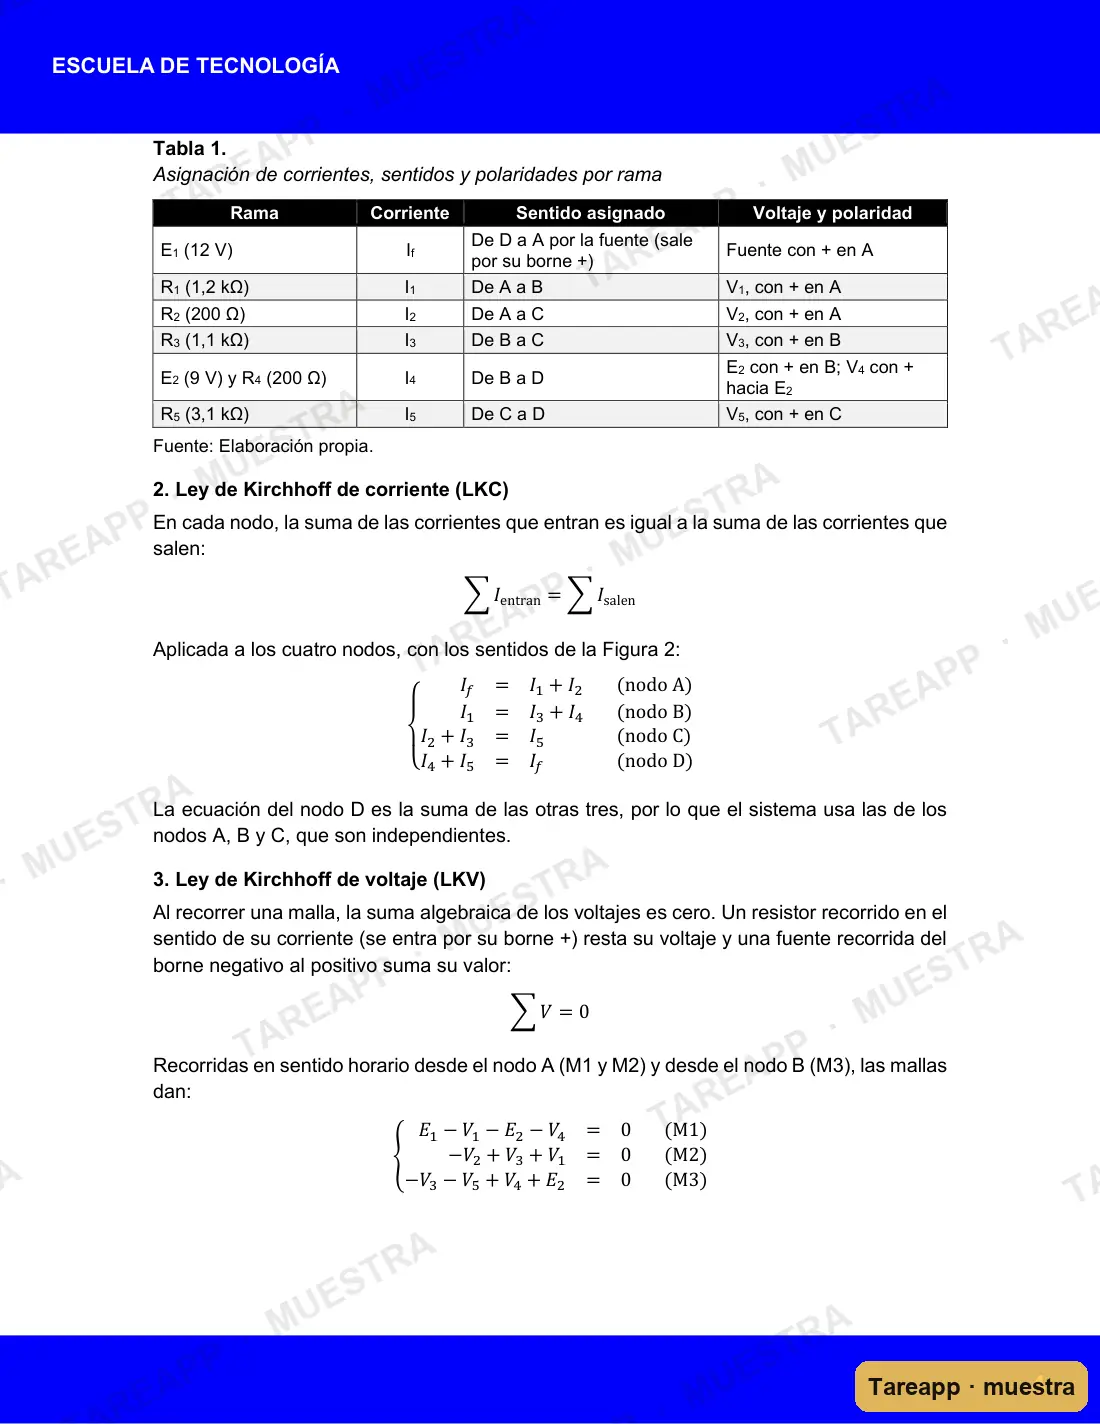 ESCUELA DE TECNOLOGÍA
Tabla 1.
Asignación de corrientes, sentidos y polaridades por rama
Rama Corriente Sentido asignado Voltaje y polaridad
E₁ (12 V) I_f De D a A por la fuente (sale por su borne +) Fuente con + en A
R₁ (1,2 kΩ) I₁ De A a B V₁, con + en A
R₂ (200 Ω) I₂ De A a C V₂, con + en A
R₃ (1,1 kΩ) I₃ De B a C V₃, con + en B
E₂ (9 V) y R₄ (200 Ω) I₄ De B a D E₂ con + en B; V₄ con + hacia E₂
R₅ (3,1 kΩ) I₅ De C a D V₅, con + en C
Fuente: Elaboración propia.
2. Ley de Kirchhoff de corriente (LKC)
En cada nodo, la suma de las corrientes que entran es igual a la suma de las corrientes que
salen:
∑ I_entran = ∑ I_salen
Aplicada a los cuatro nodos, con los sentidos de la Figura 2:
I_f = I₁ + I₂ (nodo A)
I₁ = I₃ + I₄ (nodo B)
I₂ + I₃ = I₅ (nodo C)
I₄ + I₅ = I_f (nodo D)
La ecuación del nodo D es la suma de las otras tres, por lo que el sistema usa las de los
nodos A, B y C, que son independientes.
3. Ley de Kirchhoff de voltaje (LKV)
Al recorrer una malla, la suma algebraica de los voltajes es cero. Un resistor recorrido en el
sentido de su corriente (se entra por su borne +) resta su voltaje y una fuente recorrida del
borne negativo al positivo suma su valor:
∑ V = 0
Recorridas en sentido horario desde el nodo A (M1 y M2) y desde el nodo B (M3), las mallas
dan:
E₁ − V₁ − E₂ − V₄ = 0 (M1)
−V₂ + V₃ + V₁ = 0 (M2)
−V₃ − V₅ + V₄ + E₂ = 0 (M3)
Tareapp · muestra